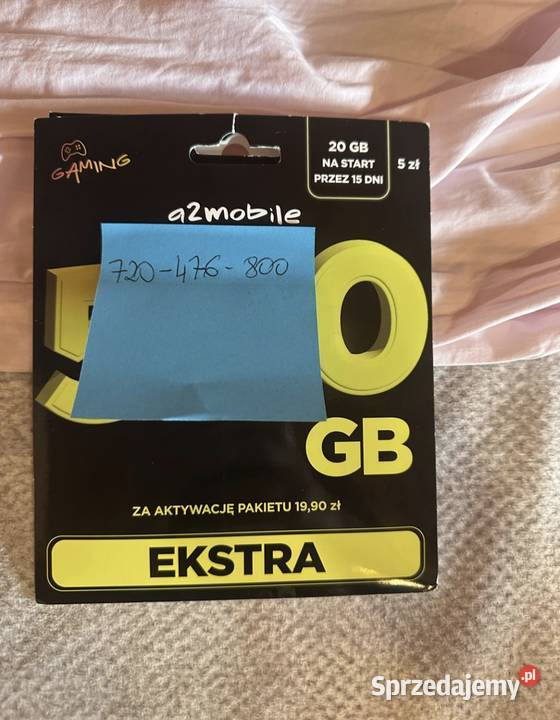 GAMING
20 GB
NA START
PRZEZ 15 DNI
5 zł
a2mobile
720-476-800
GB
ZA AKTYWACJĘ PAKIETU 19,90 zł
EKSTRA
Sprzedajemy.pl